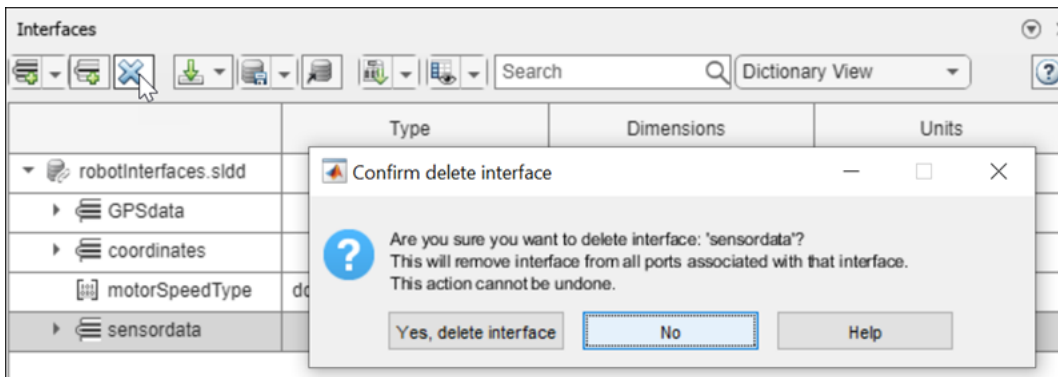 Interfaces
Search
Dictionary View
Type Dimensions Units
robotInterfaces.sldd
Confirm delete interface
GPSdata
coordinates
Are you sure you want to delete interface: 'sensordata'?
This will remove interface from all ports associated with that interface.
This action cannot be undone.
motorSpeedType
sensordata
Yes, delete interface No Help